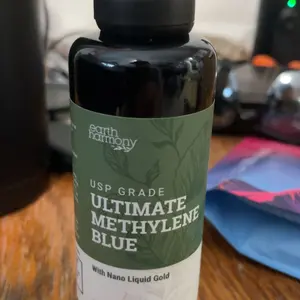 earth
harmony
USP GRADE
ULTIMATE
METHYLENE
BLUE
With Nano Liquid Gold